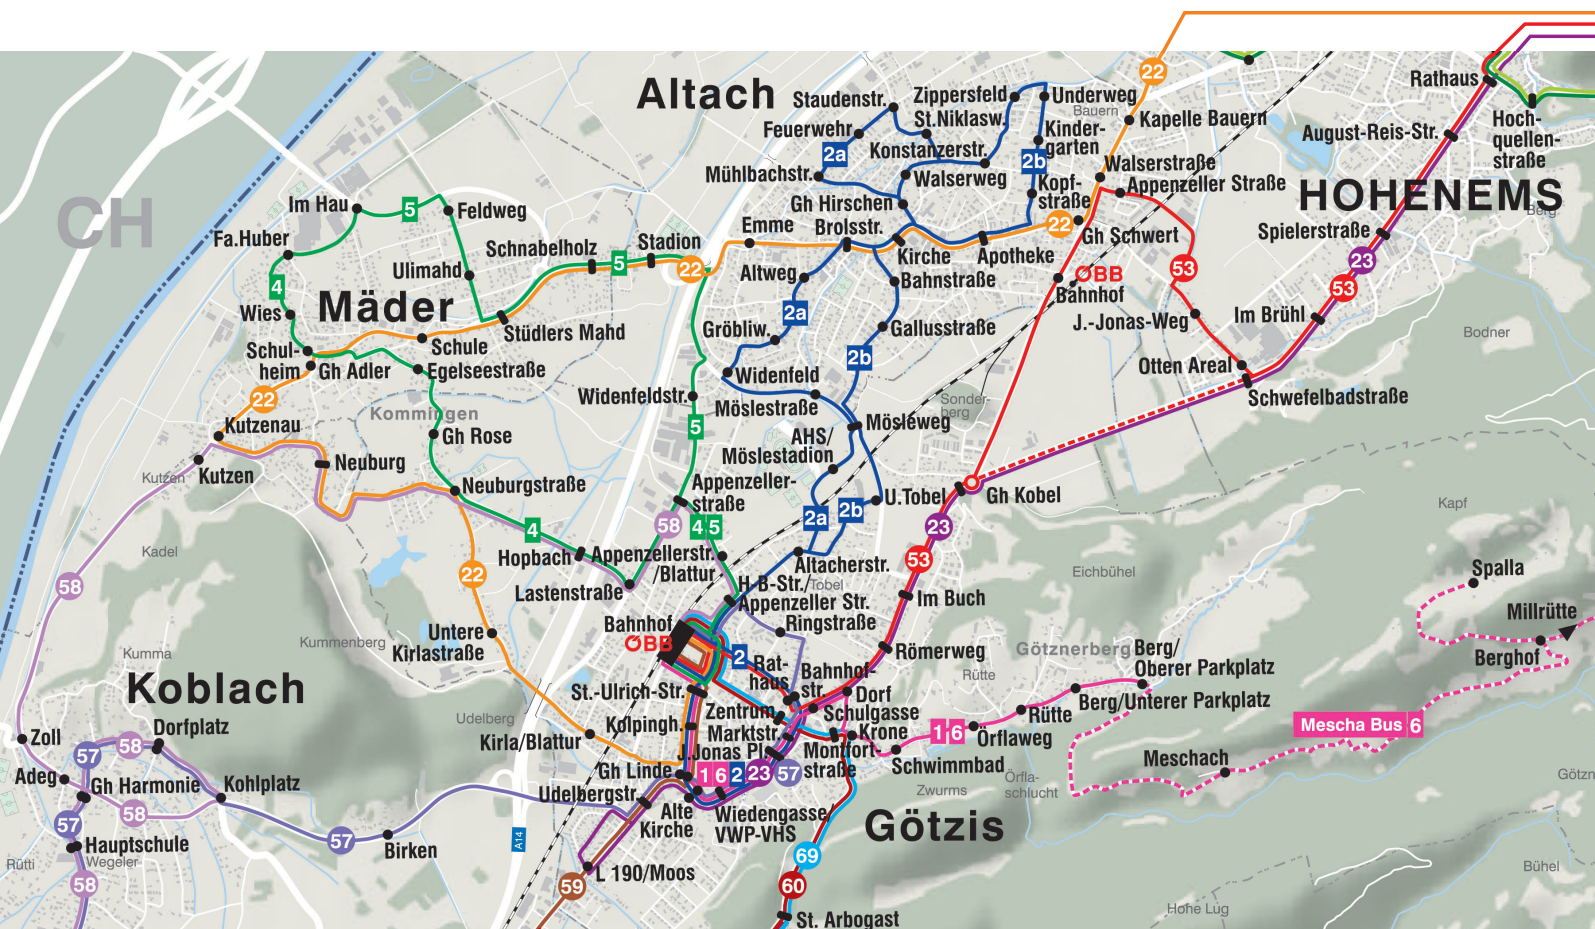 22
Rathaus
Hoch-
quellen-
straße
August-Reis-Str.
HOHENEMS
Berg
Spielerstraße
23
53
Im Brühl
Bodner
Altach
Staudenstr.
Zippersfeld
Underweg
Bauern
Kapelle Bauern
Feuerwehr
St.Niklasw.
Kinder-
garten
2a
Konstanzerstr.
2b
Walserstraße
Mühlbachstr.
Walserweg
Kopf-
straße
Appenzeller Straße
Gh Hirschen
Emme
Brolsstr.
22
Gh Schwert
Kirche
Apotheke
53
ÖBB
Bahnhof
J.-Jonas-Weg
Otten Areal
Schwefelbadstraße
CH
Im Hau
5
Feldweg
Fa.Huber
Schnabelholz
5
Stadion
22
Ulimahd
4
Mäder
Wies
Stüdlers Mahd
Schule
Schul-
heim
Gh Adler
Egelseestraße
22
Kommingen
Kutzenau
Gh Rose
Kutzen
Kutzen
Neuburg
Neuburgstraße
Altweg
Bahnstraße
2a
Gröbliw.
Gallusstraße
2b
Widenfeld
Widenfeldstr.
Möslestraße
Sonder-
berg
5
Mösleweg
AHS/
Möslestadion
Appenzeller-
straße
U.Tobel
Gh Kobel
2a
2b
58
4 5
23
4
Hopbach
Appenzellerstr.
/Blattur
Altacherstr.
53
Kadel
58
22
Lastenstraße
H.-B-Str./
Appenzeller Str.
Tobel
Im Buch
Eichbühel
Kapf
Spalla
Millrütte
Berghof
Ringstraße
Bahnhof
ÖBB
Untere
Kirlastraße
Kummenberg
Kumma
Koblach
Römerweg
Götznerberg
Berg/
Oberer Parkplatz
Rütte
2
Rat-
haus
Bahnhof-
str.
St.-Ulrich-Str.
Dorf
Berg/Unterer Parkplatz
Zentrum
Schulgasse
Rütte
Udelberg
Kolpingh.
Marktstr.
Krone
1 6
Örflaweg
Mescha Bus 6
Kirla/Blattur
J.Jonas Pl.
Montfort-
straße
Schwimmbad
Meschach
Zoll
Dorfplatz
57
58
Adeg
Gh Harmonie
Kohlplatz
Gh Linde
1 6 2 23 57
Örfla-
schlucht
Zwurms
Götzn
58
57
Udelbergstr.
Alte
Kirche
Wiedengasse/
VWP-VHS
Götzis
57
Birken
A14
Hauptschule
Wegeler
Rütti
58
L 190/Moos
59
69
60
St. Arbogast
Bühel
Hohe Lug